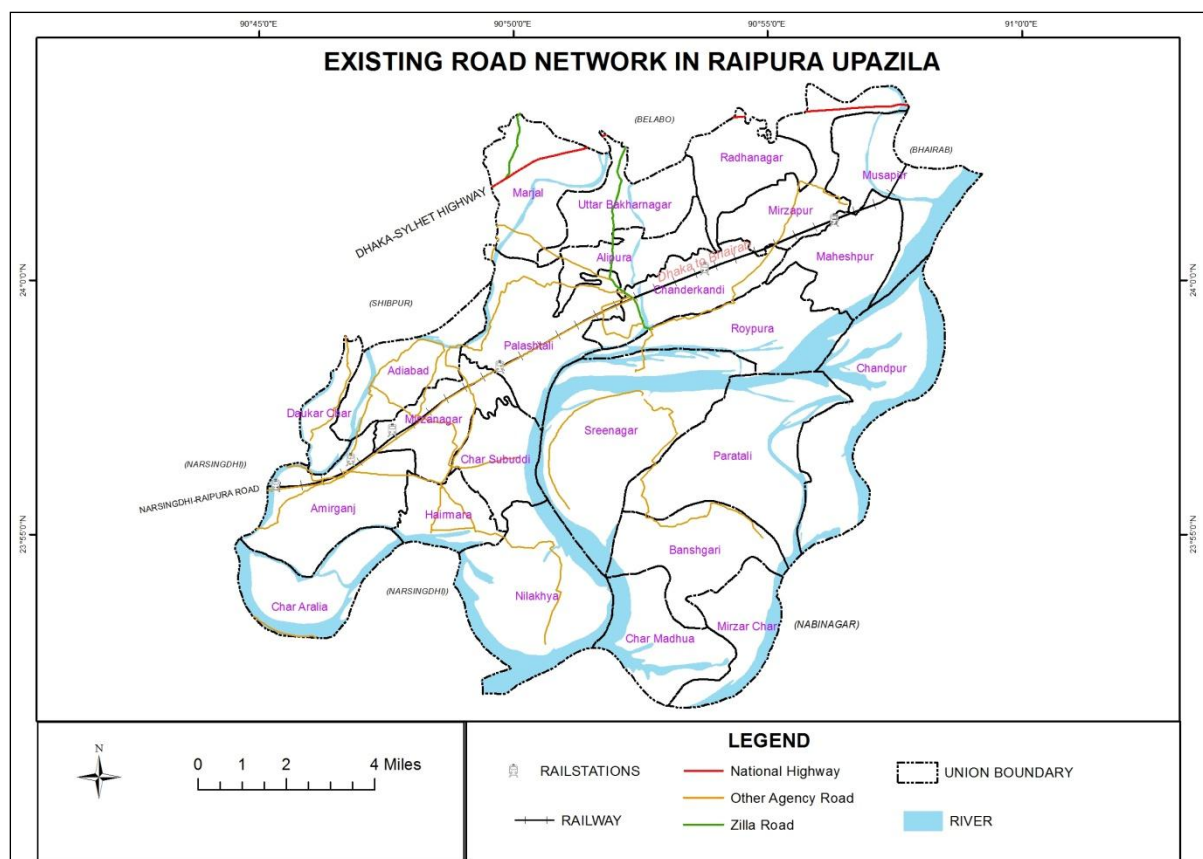 90°45'0"E
90°50'0"E
90°55'0"E
91°0'0"E
EXISTING ROAD NETWORK IN RAIPURA UPAZILA
(BELABO)
(BHAIRAB)
Radhanagar
Musapur
Marjal
Uttar Bakharnagar
Mirzapur
DHAKA-SYLHET HIGHWAY
Alipura
Maheshpur
Dhaka to Bhairab
24°0'0"N
24°0'0"N
Chanderkandi
(SHIBPUR)
Roypura
Palashtali
Chandpur
Adiabad
Daukar Char
Mirzanagar
Sreenagar
Char Subuddi
Paratali
(NARSINGDHI))
NARSINGDHI-RAIPURA ROAD
Amirganj
Hairmara
23°55'0"N
23°55'0"N
Banshgari
(NARSINGDHI))
Nilakhya
Char Aralia
Mirzar Char
(NABINAGAR)
Char Madhua
LEGEND
N
0 1 2 4 Miles
RAILSTATIONS
RAILWAY
National Highway
Other Agency Road
Zilla Road
UNION BOUNDARY
RIVER